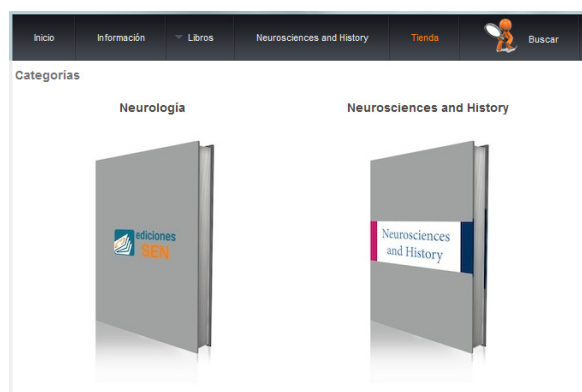 Inicio
Información
Libros
Neurosciences and History
Tienda
Buscar
Categorías
Neurología
Neurosciences and History
ediciones
SEN
Neurosciences
and History